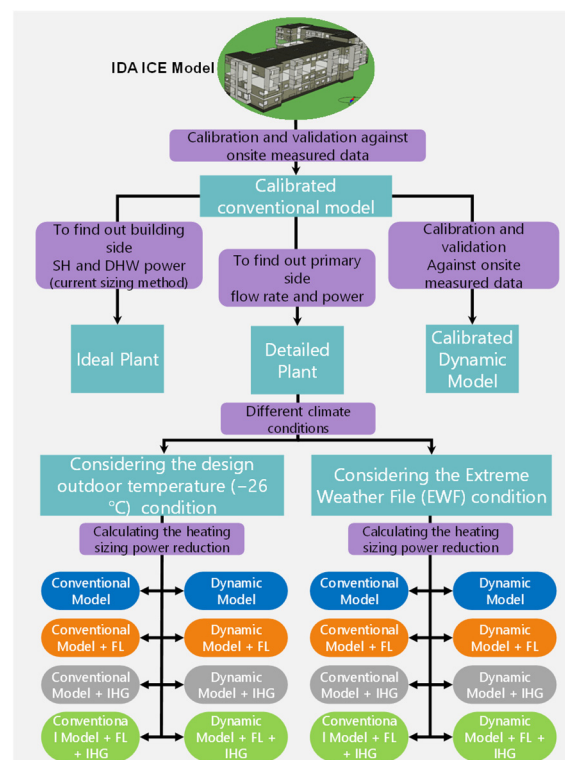 IDA ICE Model
Calibration and validation against
onsite measured data
Calibrated
conventional model
To find out building
side
SH and DHW power
(current sizing method)
To find out primary
side
flow rate and power
Calibration and
validation
Against onsite
measured data
Ideal Plant
Detailed
Plant
Calibrated
Dynamic
Model
Different climate
conditions
Considering the design
outdoor temperature (−26
°C) condition
Considering the Extreme
Weather File (EWF) condition
Calculating the heating
sizing power reduction
Calculating the heating
sizing power reduction
Conventional
Model
Dynamic
Model
Conventional
Model
Dynamic
Model
Conventional
Model + FL
Dynamic
Model + FL
Conventional
Model + FL
Dynamic
Model + FL
Conventional
Model + IHG
Dynamic
Model + IHG
Conventional
Model + IHG
Dynamic
Model + IHG
Conventiona
l Model + FL
+ IHG
Dynamic
Model + FL +
IHG
Conventiona
l Model + FL
+ IHG
Dynamic
Model + FL +
IHG